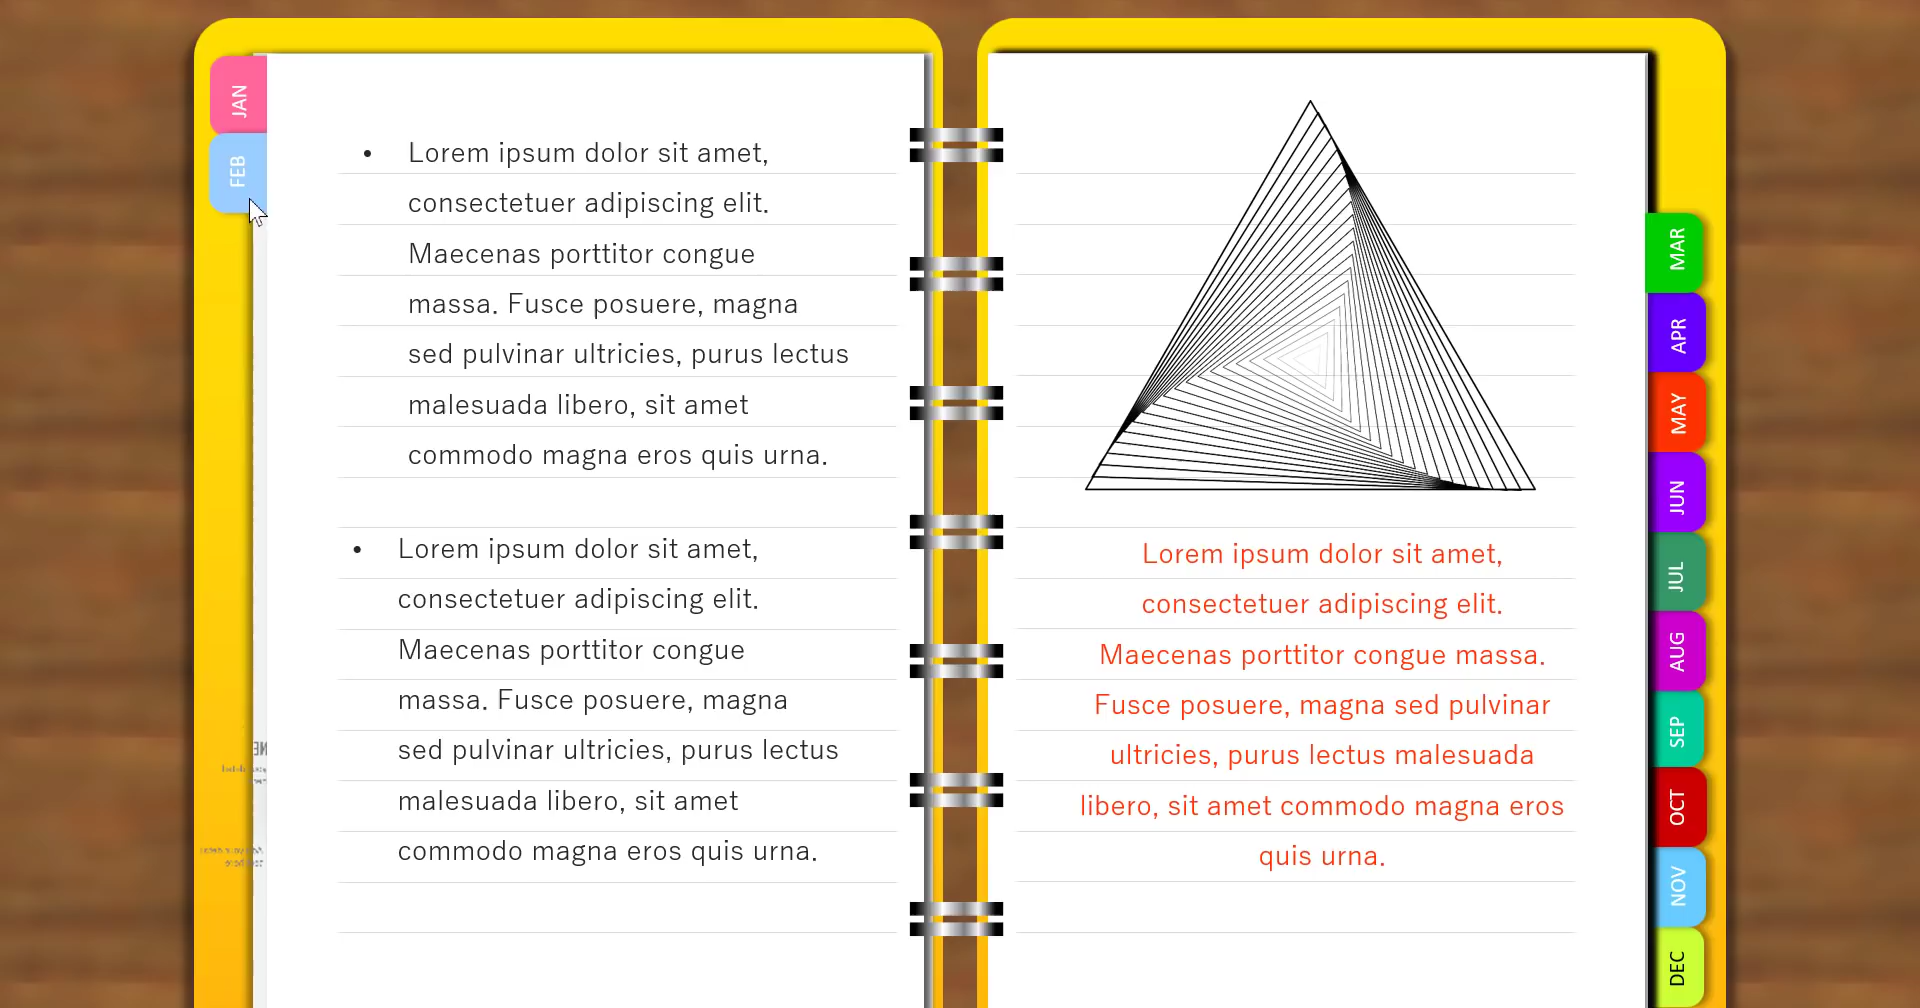 JAN
FEB
• Lorem ipsum dolor sit amet,
consectetuer adipiscing elit.
Maecenas porttitor congue
massa. Fusce posuere, magna
sed pulvinar ultricies, purus lectus
malesuada libero, sit amet
commodo magna eros quis urna.
• Lorem ipsum dolor sit amet,
consectetuer adipiscing elit.
Maecenas porttitor congue
massa. Fusce posuere, magna
sed pulvinar ultricies, purus lectus
malesuada libero, sit amet
commodo magna eros quis urna.
Lorem ipsum dolor sit amet,
consectetuer adipiscing elit.
Maecenas porttitor congue massa.
Fusce posuere, magna sed pulvinar
ultricies, purus lectus malesuada
libero, sit amet commodo magna eros
quis urna.
MAR
APR
MAY
JUN
JUL
AUG
SEP
OCT
NOV
DEC